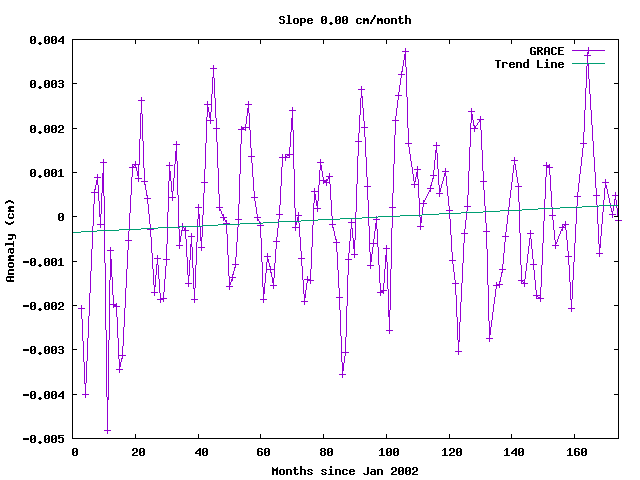 Slope 0.00 cm/month
GRACE
Trend Line
0.004
0.003
0.002
0.001
0
-0.001
-0.002
-0.003
-0.004
-0.005
Anomaly (cm)
0 20 40 60 80 100 120 140 160
Months since Jan 2002